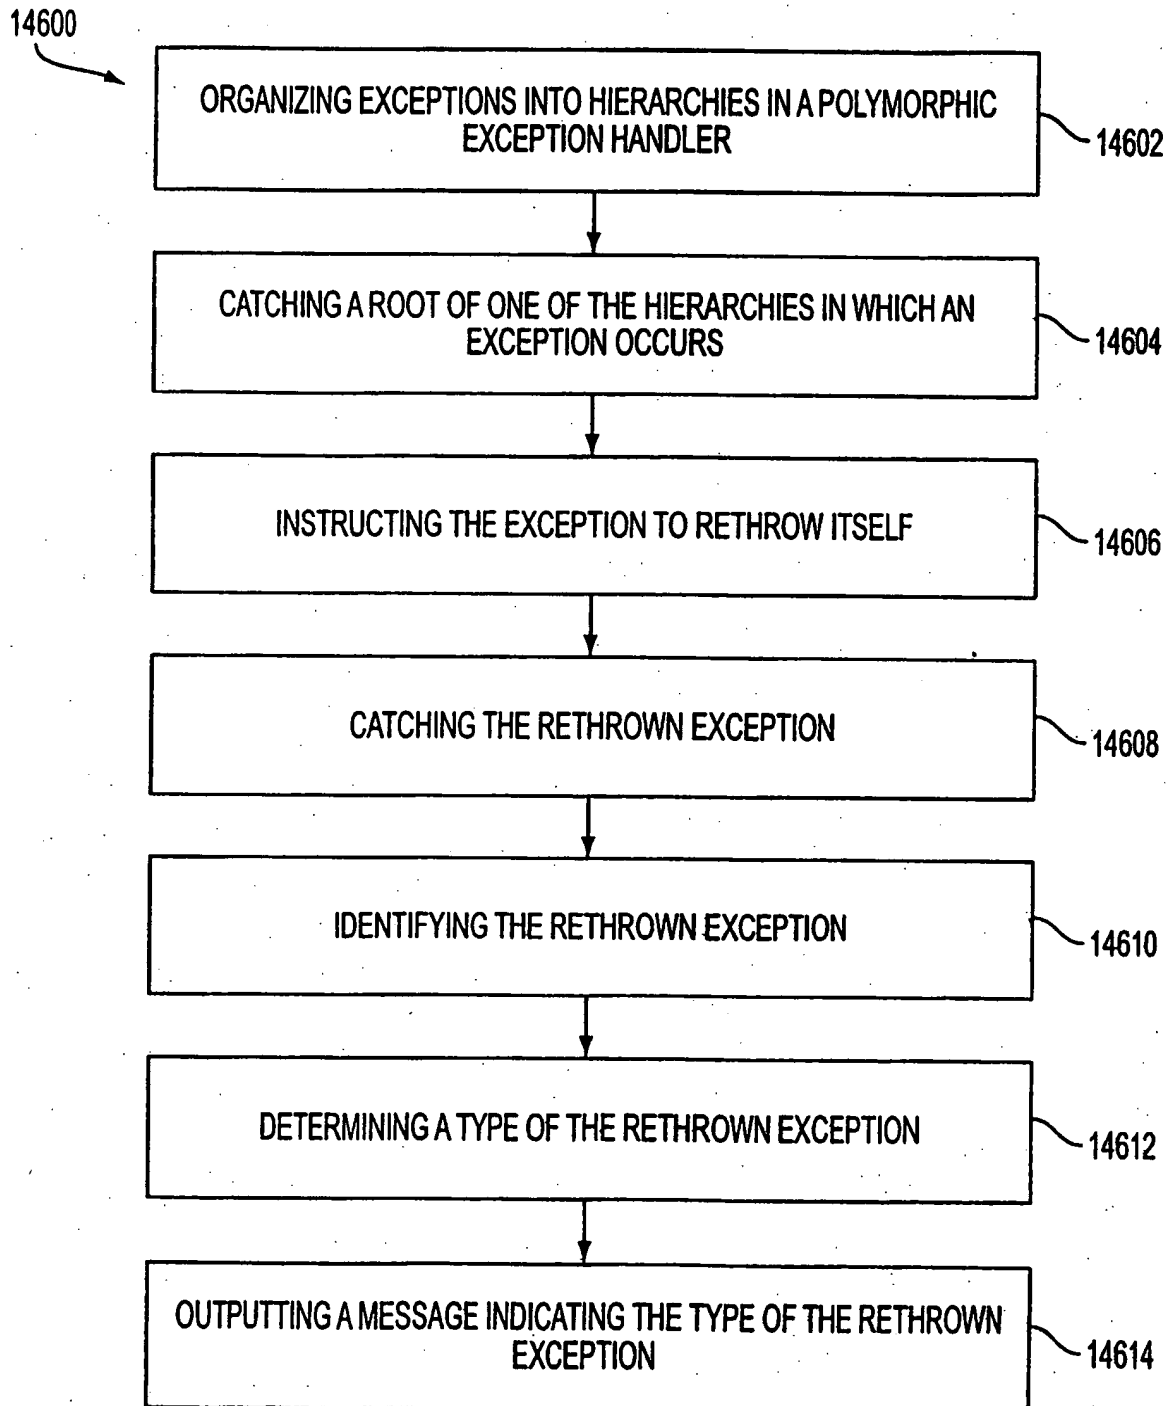 14600
ORGANIZING EXCEPTIONS INTO HIERARCHIES IN A POLYMORPHIC
EXCEPTION HANDLER
14602
CATCHING A ROOT OF ONE OF THE HIERARCHIES IN WHICH AN
EXCEPTION OCCURS
14604
INSTRUCTING THE EXCEPTION TO RETHROW ITSELF
14606
CATCHING THE RETHROWN EXCEPTION
14608
IDENTIFYING THE RETHROWN EXCEPTION
14610
DETERMINING A TYPE OF THE RETHROWN EXCEPTION
14612
OUTPUTTING A MESSAGE INDICATING THE TYPE OF THE RETHROWN
EXCEPTION
14614